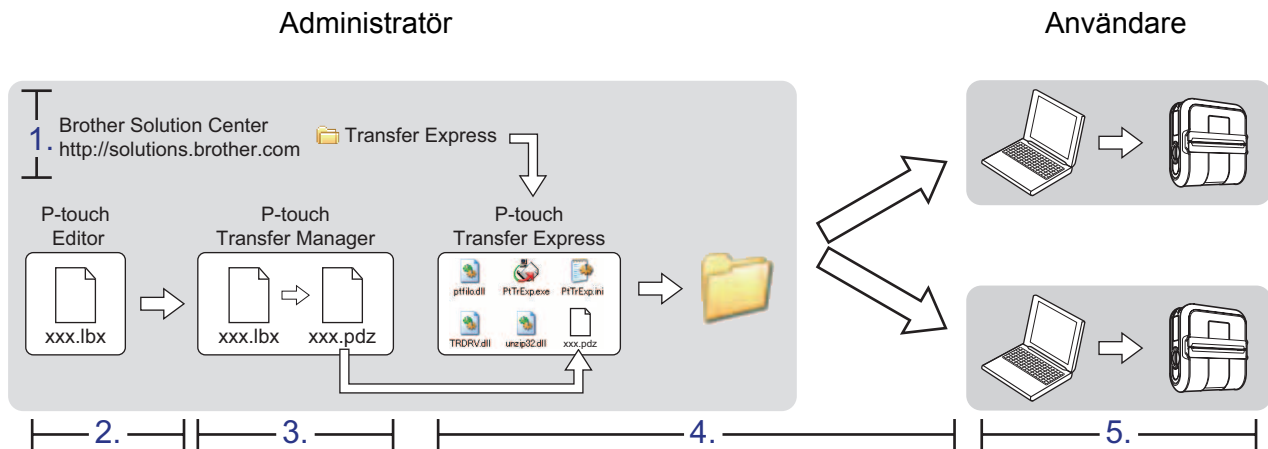 Administratör
Användare
1.
Brother Solution Center
http://solutions.brother.com
Transfer Express
P-touch
Editor
xxx.lbx
P-touch
Transfer Manager
xxx.lbx
xxx.pdz
P-touch
Transfer Express
ptfilo.dll
PtTrExp.exe
PtTrExp.ini
TRDRV.dll
unzip32.dll
xxx.pdz
2.
3.
4.
5.